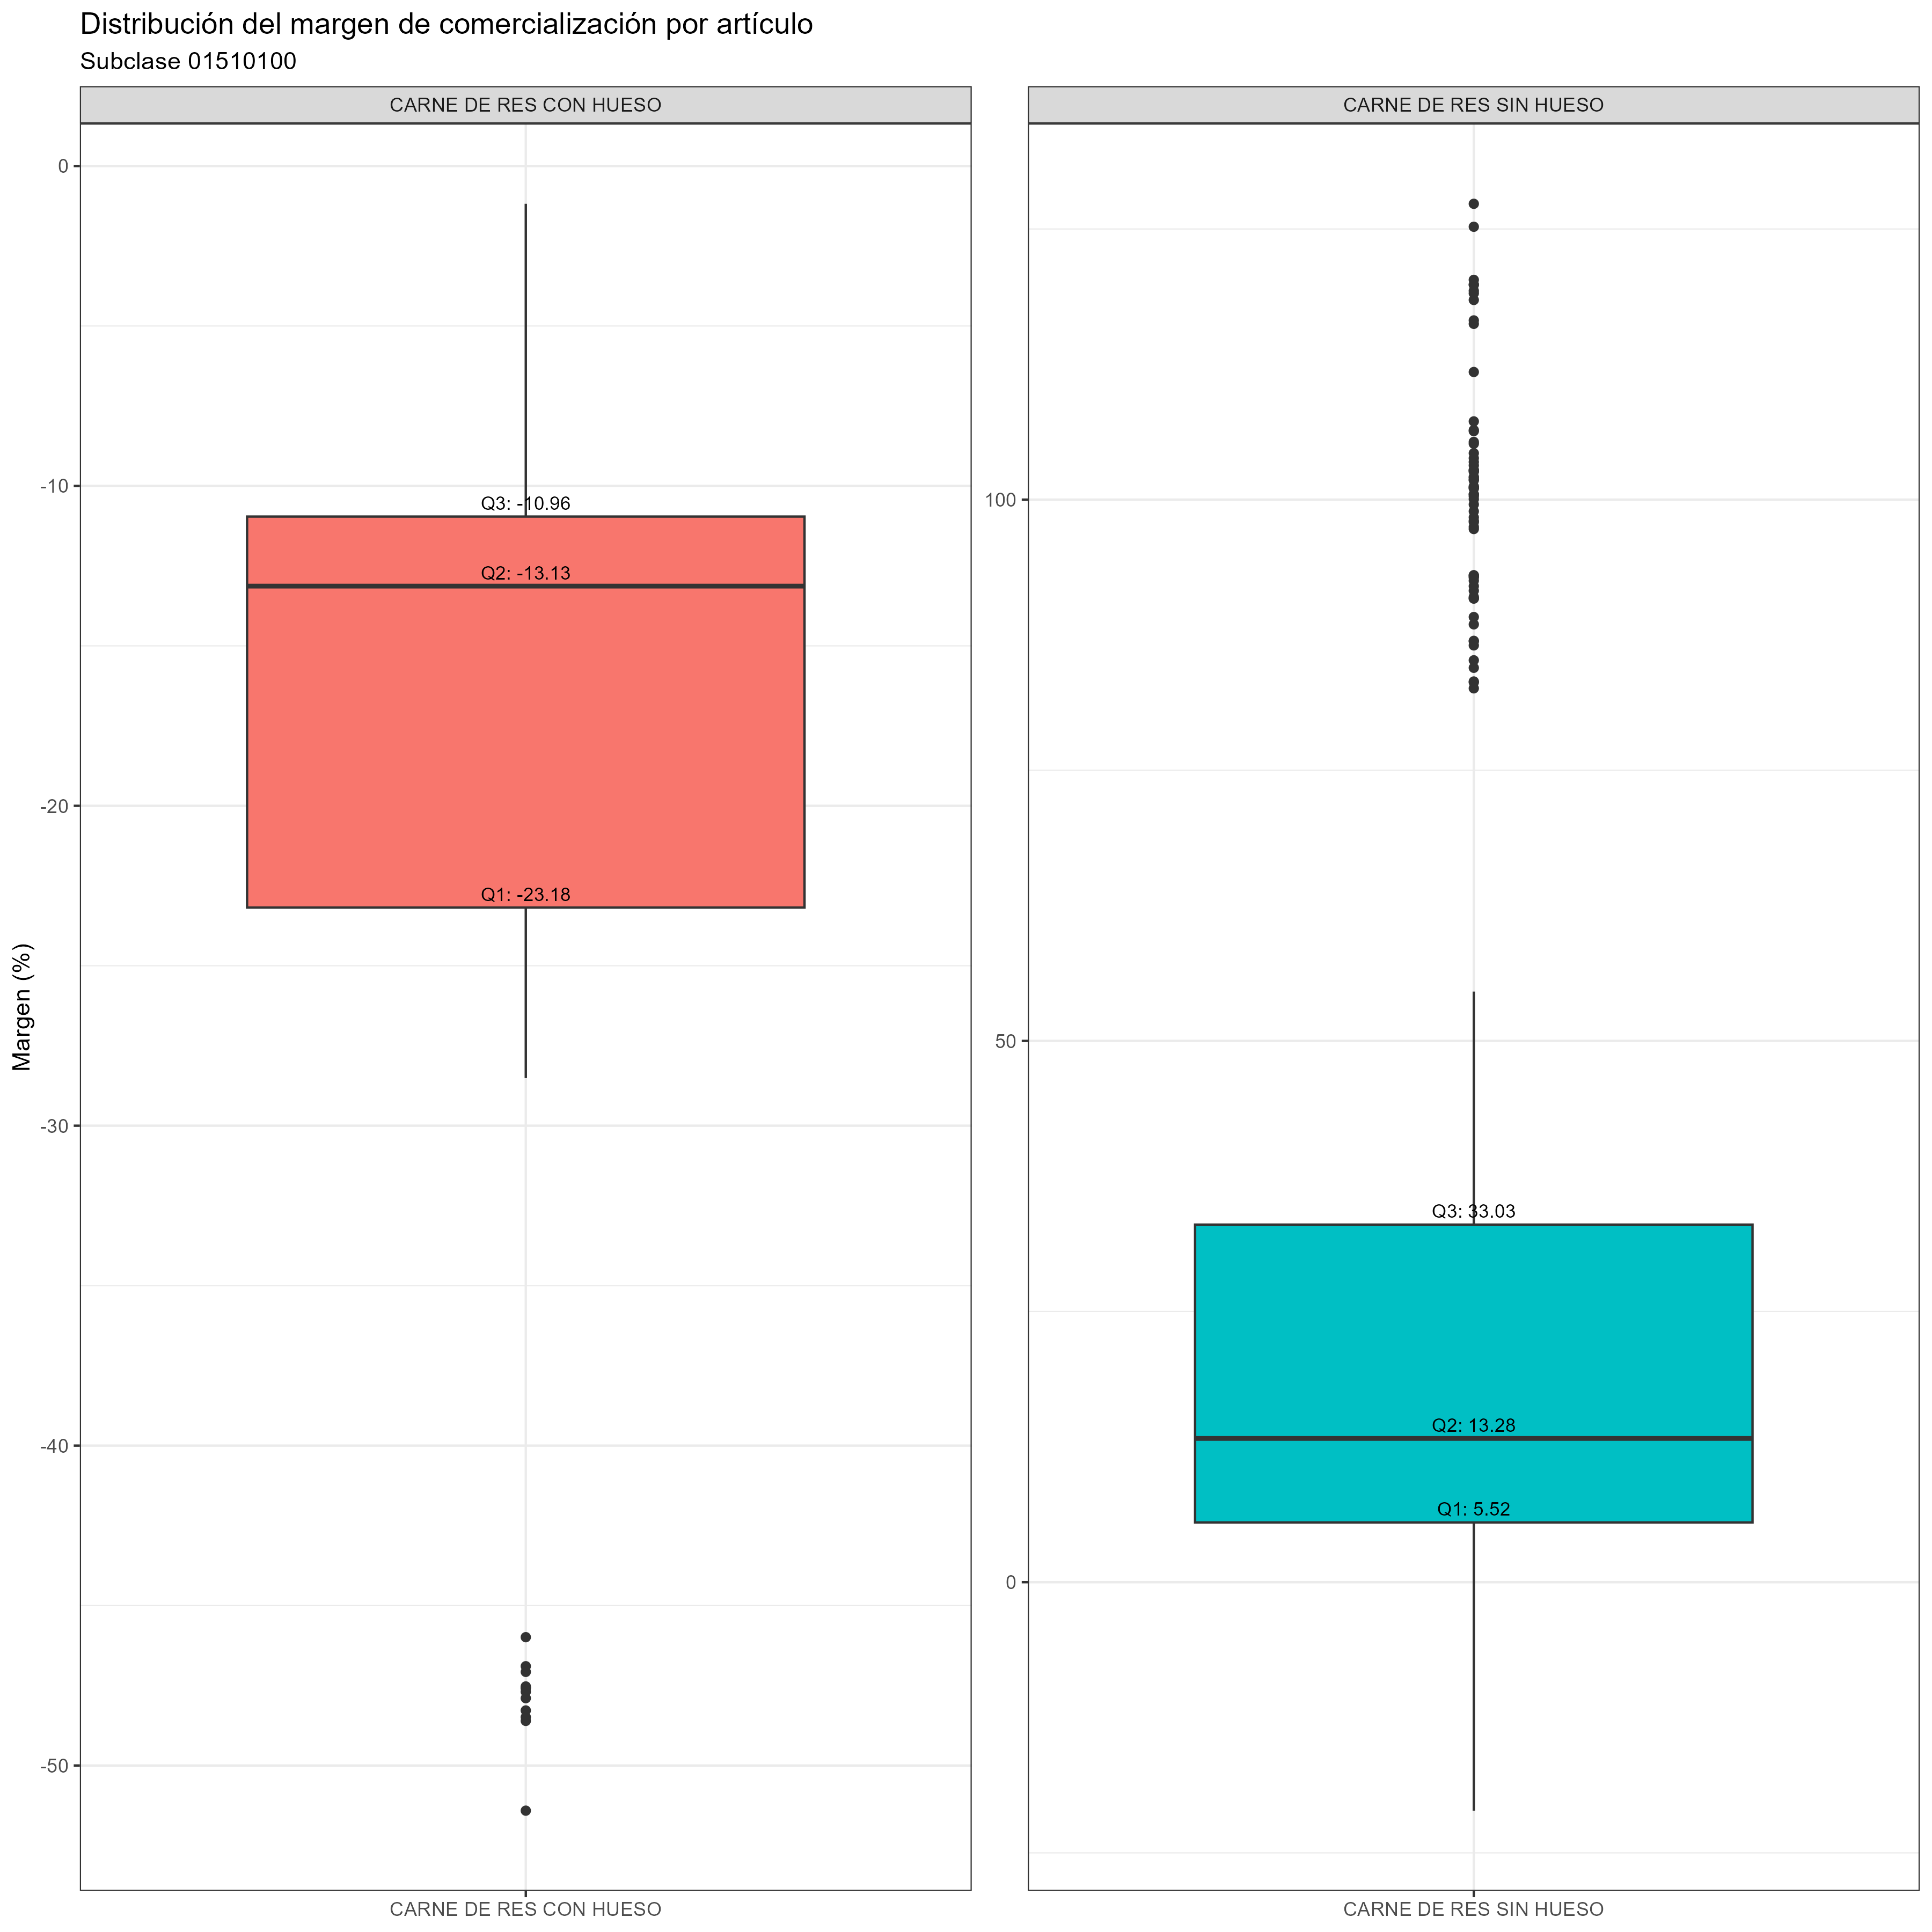 Distribución del margen de comercialización por artículo
Subclase 01510100
CARNE DE RES CON HUESO
CARNE DE RES SIN HUESO
Margen (%)
0
-10
-20
-30
-40
-50
Q3: -10.96
Q2: -13.13
Q1: -23.18
100
50
0
Q3: 33.03
Q2: 13.28
Q1: 5.52
CARNE DE RES CON HUESO
CARNE DE RES SIN HUESO